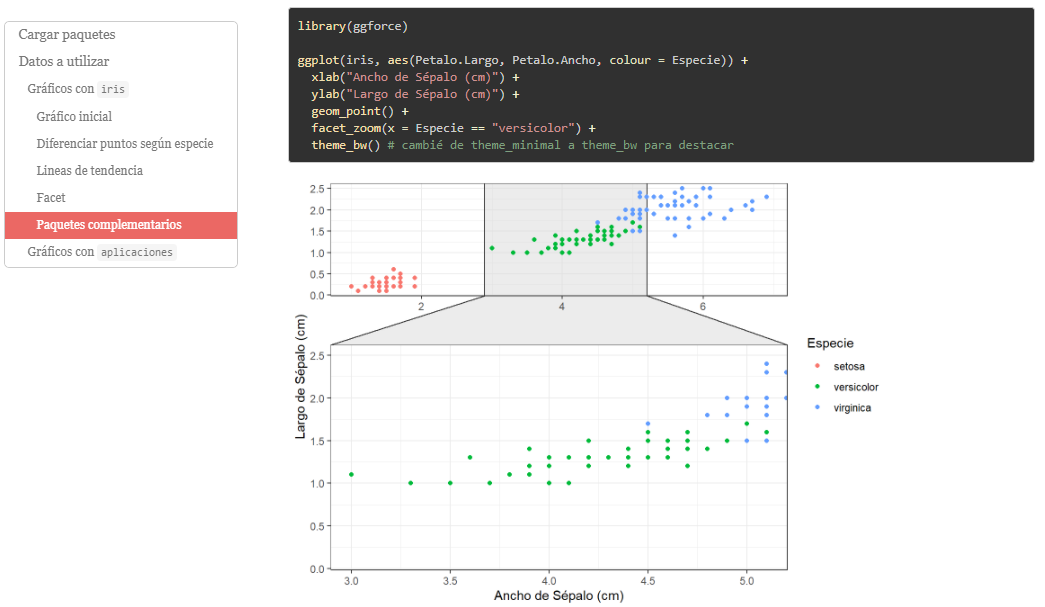 Cargar paquetes
Datos a utilizar
Gráficos con iris
Gráfico inicial
Diferenciar puntos según especie
Lineas de tendencia
Facet
Paquetes complementarios
Gráficos con aplicaciones
library(ggforce)
ggplot(iris, aes(Petalo.Largo, Petalo.Ancho, colour = Especie)) +
xlab("Ancho de Sépalo (cm)") +
ylab("Largo de Sépalo (cm)") +
geom_point() +
facet_zoom(x = Especie == "versicolor") +
theme_bw() # cambié de theme_minimal a theme_bw para destacar
2.5
2.0
1.5
1.0
0.5
0.0
2 4 6
Largo de Sépalo (cm)
2.5
2.0
1.5
1.0
0.5
0.0
3.0 3.5 4.0 4.5 5.0
Ancho de Sépalo (cm)
Especie
setosa
versicolor
virginica